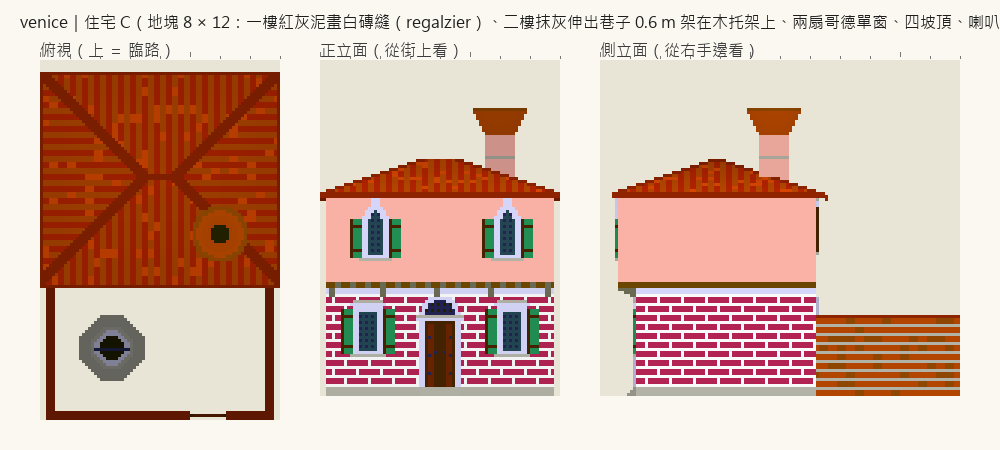 venice | 住宅 C（地塊 8 × 12：一樓紅灰泥畫白磚縫（regalzier）、二樓抹灰伸出巷子 0.6 m 架在木托架上、兩扇哥德單窗、四坡頂、喇叭
俯視（上 = 臨路） 正立面（從街上看） 側立面（從右手邊看）